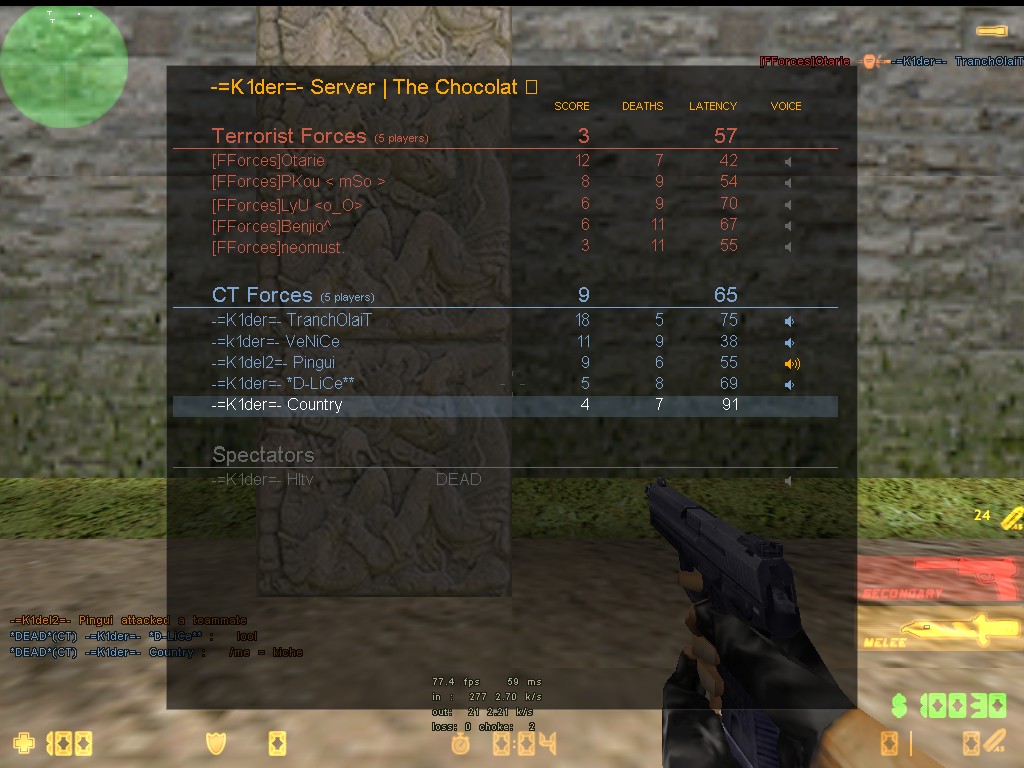 [FForces]Otarie -=K1der=- TranchOlaiT
-=K1der=- Server | The Chocolat
SCORE DEATHS LATENCY VOICE
Terrorist Forces (5 players) 3 57
[FForces]Otarie 12 7 42
[FForces]PKou < mSo > 8 9 54
[FForces]LyU <o_O> 6 9 70
[FForces]Benjio^ 6 11 67
[FForces]neomust. 3 11 55
CT Forces (5 players) 9 65
-=K1der=- TranchOlaiT 18 5 75
-=k1der=- VeNiCe 11 9 38
-=K1del2=- Pingui 9 6 55
-=K1der=- *D-LiCe** 5 8 69
-=K1der=- Country 4 7 91
Spectators
-=K1der=- Hltv DEAD
24
SECONDARY
MELEE
-=K1del2=- Pingui attacked a teammate
*DEAD*(CT) -=K1der=- *D-LiCe** : lool
*DEAD*(CT) -=K1der=- Country : /me = kiche
77.4 fps 59 ms
in : 277 2.70 k/s
out: 21 2.21 k/s
loss: 0 choke: 2
$ 10030
100 0 0:04 0 | 0